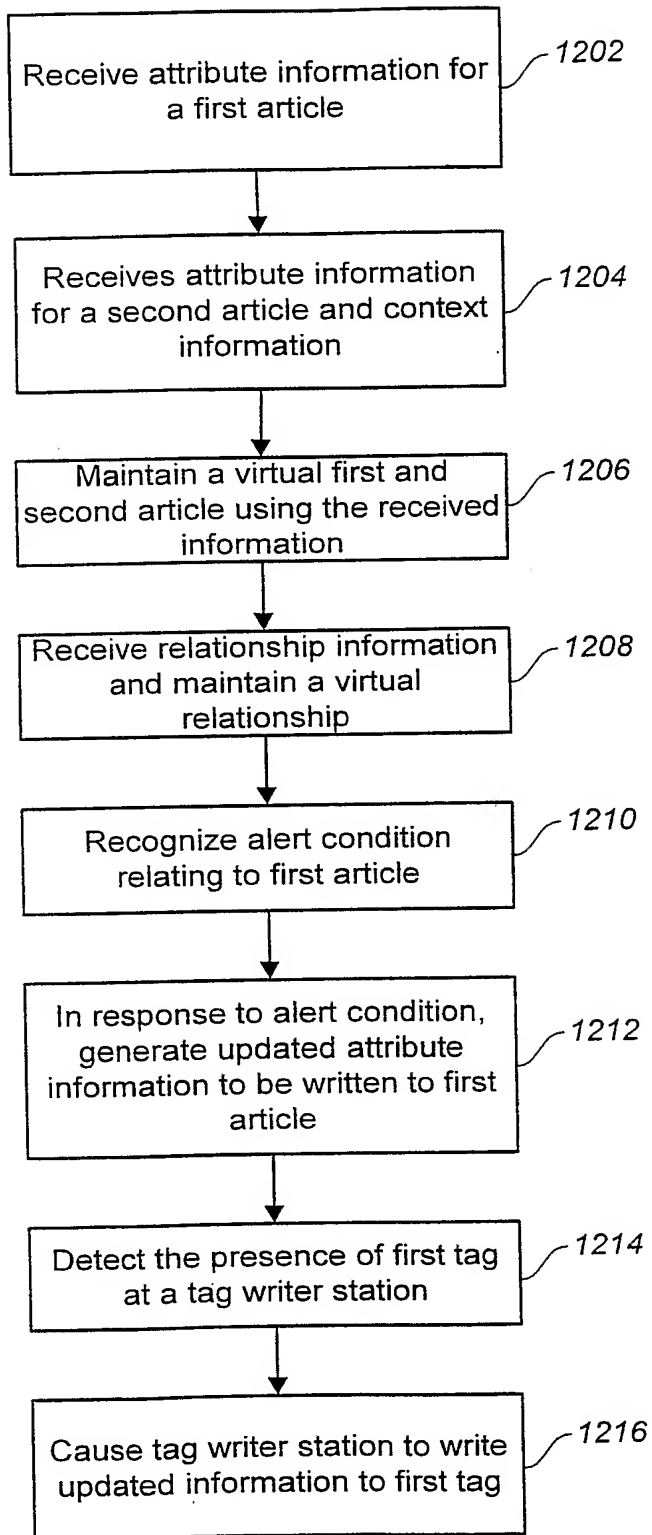 Receive attribute information for
a first article
1202
Receives attribute information
for a second article and context
information
1204
Maintain a virtual first and
second article using the received
information
1206
Receive relationship information
and maintain a virtual
relationship
1208
Recognize alert condition
relating to first article
1210
In response to alert condition,
generate updated attribute
information to be written to first
article
1212
Detect the presence of first tag
at a tag writer station
1214
Cause tag writer station to write
updated information to first tag
1216